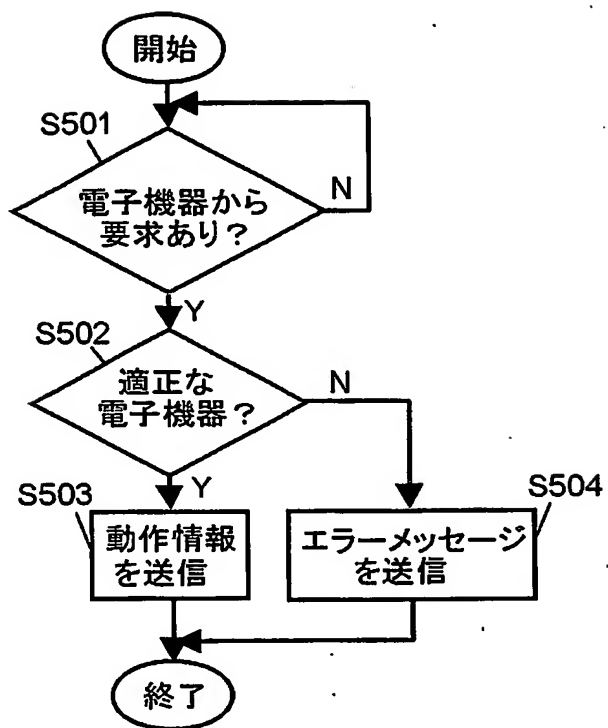 開始
S501
電子機器から
要求あり？
N
Y
S502
適正な
電子機器？
N
Y
S503
動作情報
を送信
S504
エラーメッセージ
を送信
終了